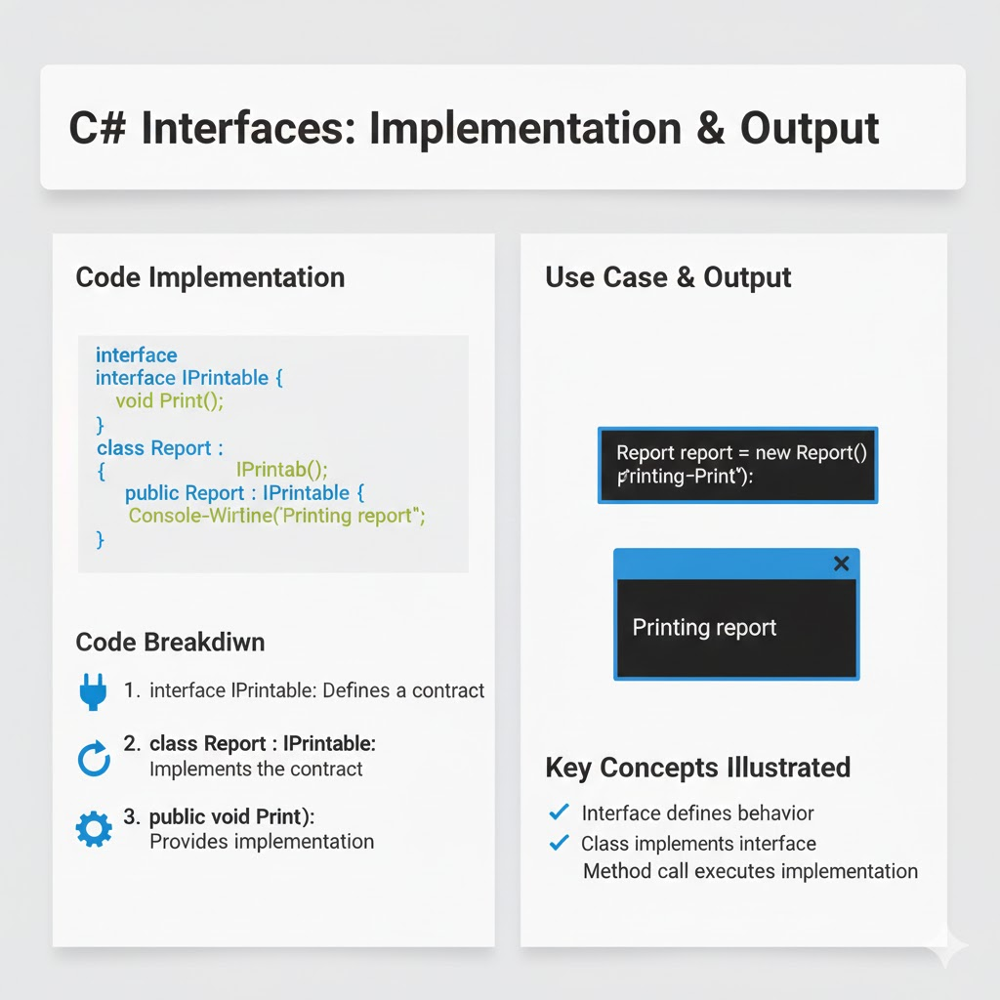 C# Interfaces: Implementation & Output
Code Implementation
interface
interface IPrintable {
void Print();
}
class Report :
{ IPrintab();
public Report : IPrintable {
Console-Wirtine("Printing report";
}
Code Breakdiwn
1. interface IPrintable: Defines a contract
2. class Report : IPrintable:
Implements the contract
3. public void Print):
Provides implementation
Use Case & Output
Report report = new Report()
printing-Print"):
Printing report
Key Concepts Illustrated
Interface defines behavior
Class implements interface
Method call executes implementation